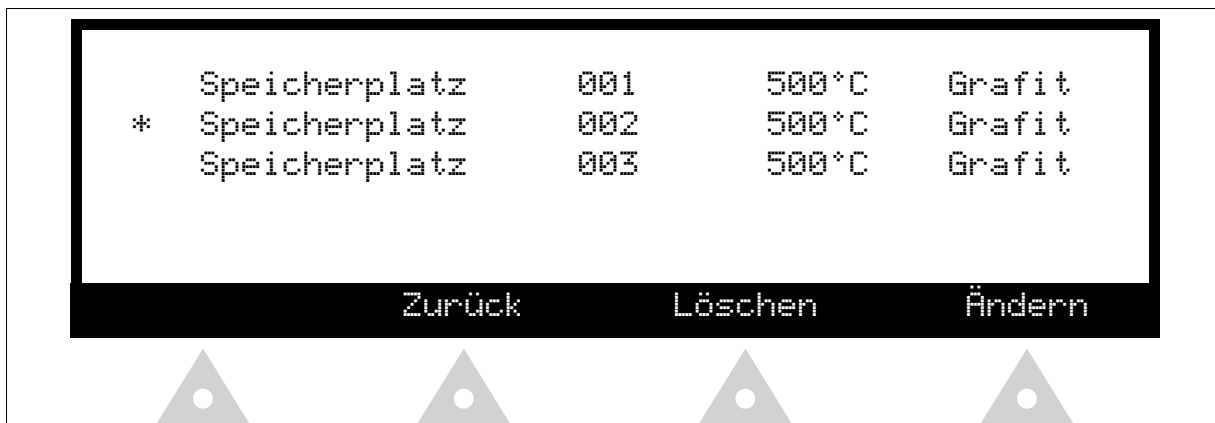 Speicherplatz 001 500°C Grafit
* Speicherplatz 002 500°C Grafit
Speicherplatz 003 500°C Grafit
Zurück Löschen Ändern